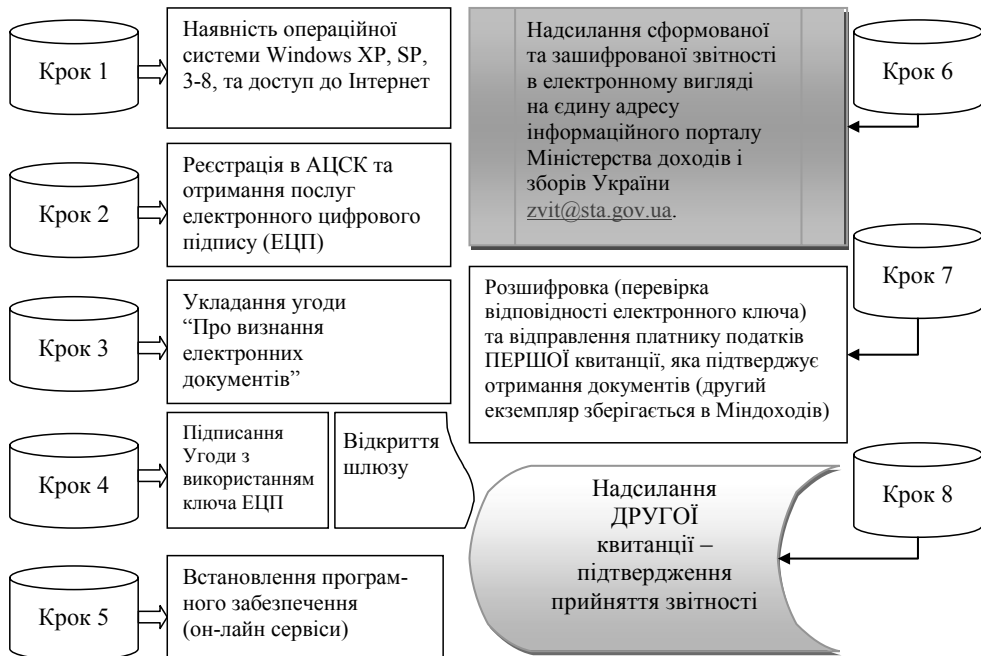 Крок 1
Наявність операційної
системи Windows XP, SP,
3-8, та доступ до Інтернет
Крок 2
Реєстрація в АЦСК та
отримання послуг
електронного цифрового
підпису (ЕЦП)
Крок 3
Укладання угоди
“Про визнання
електронних
документів”
Крок 4
Підписання
Угоди з
використанням
ключа ЕЦП
Відкриття
шлюзу
Крок 5
Встановлення програм-
ного забезпечення
(он-лайн сервіси)
Крок 6
Надсилання сформованої
та зашифрованої звітності
в електронному вигляді
на єдину адресу
інформаційного порталу
Міністерства доходів і
зборів України
zvit@sta.gov.ua.
Крок 7
Розшифровка (перевірка
відповідності електронного ключа)
та відправлення платнику податків
ПЕРШОЇ квитанції, яка підтверджує
отримання документів (другий
екземпляр зберігається в Міндоходів)
Крок 8
Надсилання
ДРУГОЇ
квитанції –
підтвердження
прийняття звітності